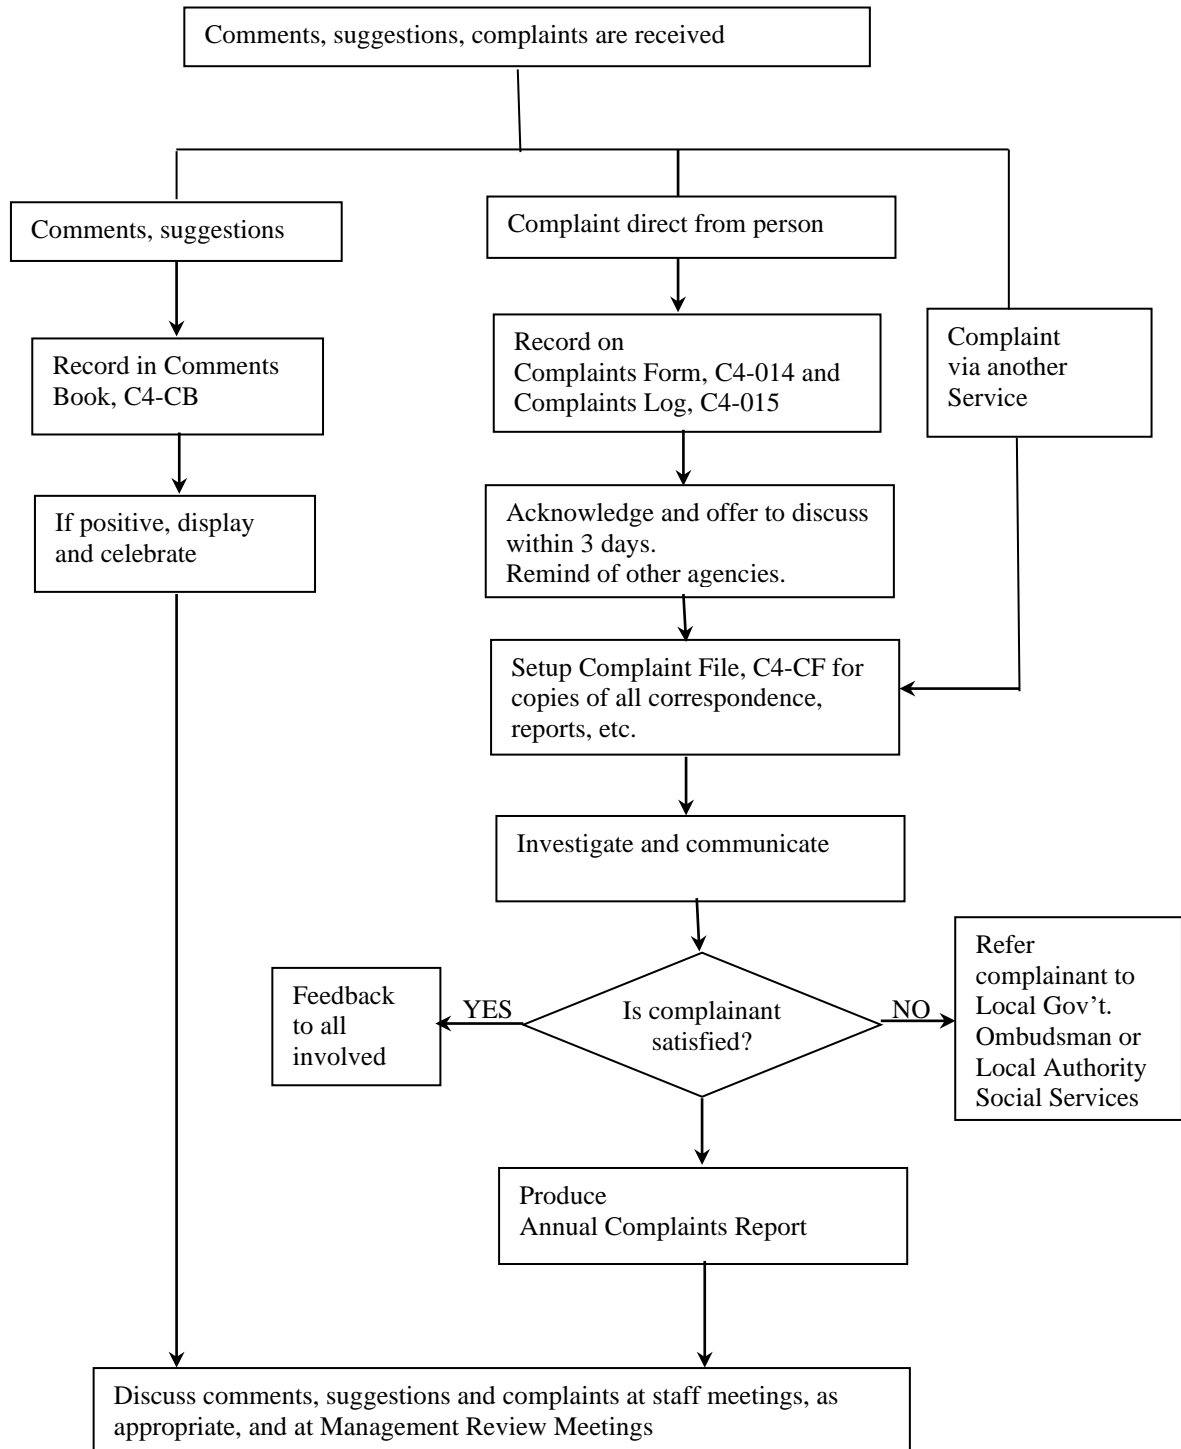 Comments, suggestions, complaints are received
Comments, suggestions
Complaint direct from person
Record in Comments
Book, C4-CB
Record on
Complaints Form, C4-014 and
Complaints Log, C4-015
Complaint
via another
Service
If positive, display
and celebrate
Acknowledge and offer to discuss
within 3 days.
Remind of other agencies.
Setup Complaint File, C4-CF for
copies of all correspondence,
reports, etc.
Investigate and communicate
Feedback
to all
involved
YES
Is complainant
satisfied?
NO
Refer
complainant to
Local Gov’t.
Ombudsman or
Local Authority
Social Services
Produce
Annual Complaints Report
Discuss comments, suggestions and complaints at staff meetings, as
appropriate, and at Management Review Meetings